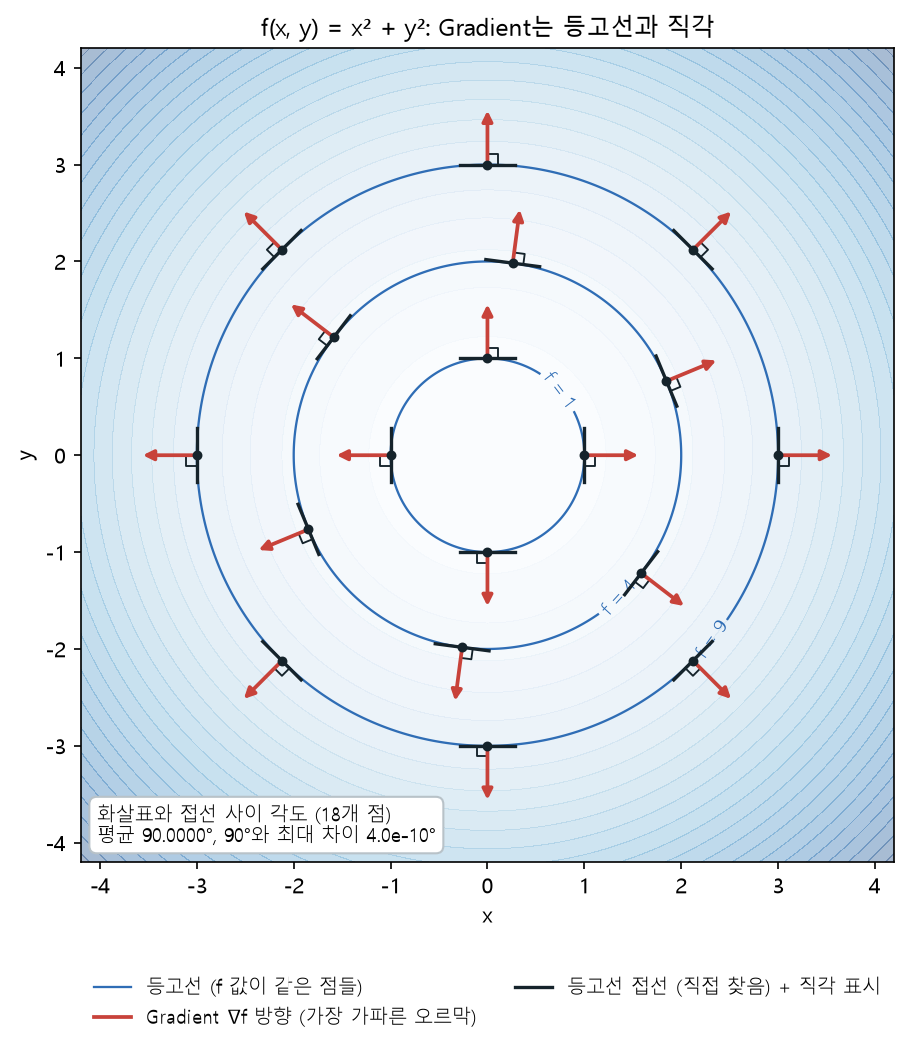 f(x, y) = x² + y²: Gradient는 등고선과 직각
4
3
2
1
0
-1
-2
-3
-4
y
f = 1
f = 4
f = 9
화살표와 접선 사이 각도 (18개 점)
평균 90.0000°, 90°와 최대 차이 4.0e-10°
-4 -3 -2 -1 0 1 2 3 4
x
등고선 (f 값이 같은 점들)
Gradient ∇f 방향 (가장 가파른 오르막)
등고선 접선 (직접 찾음) + 직각 표시